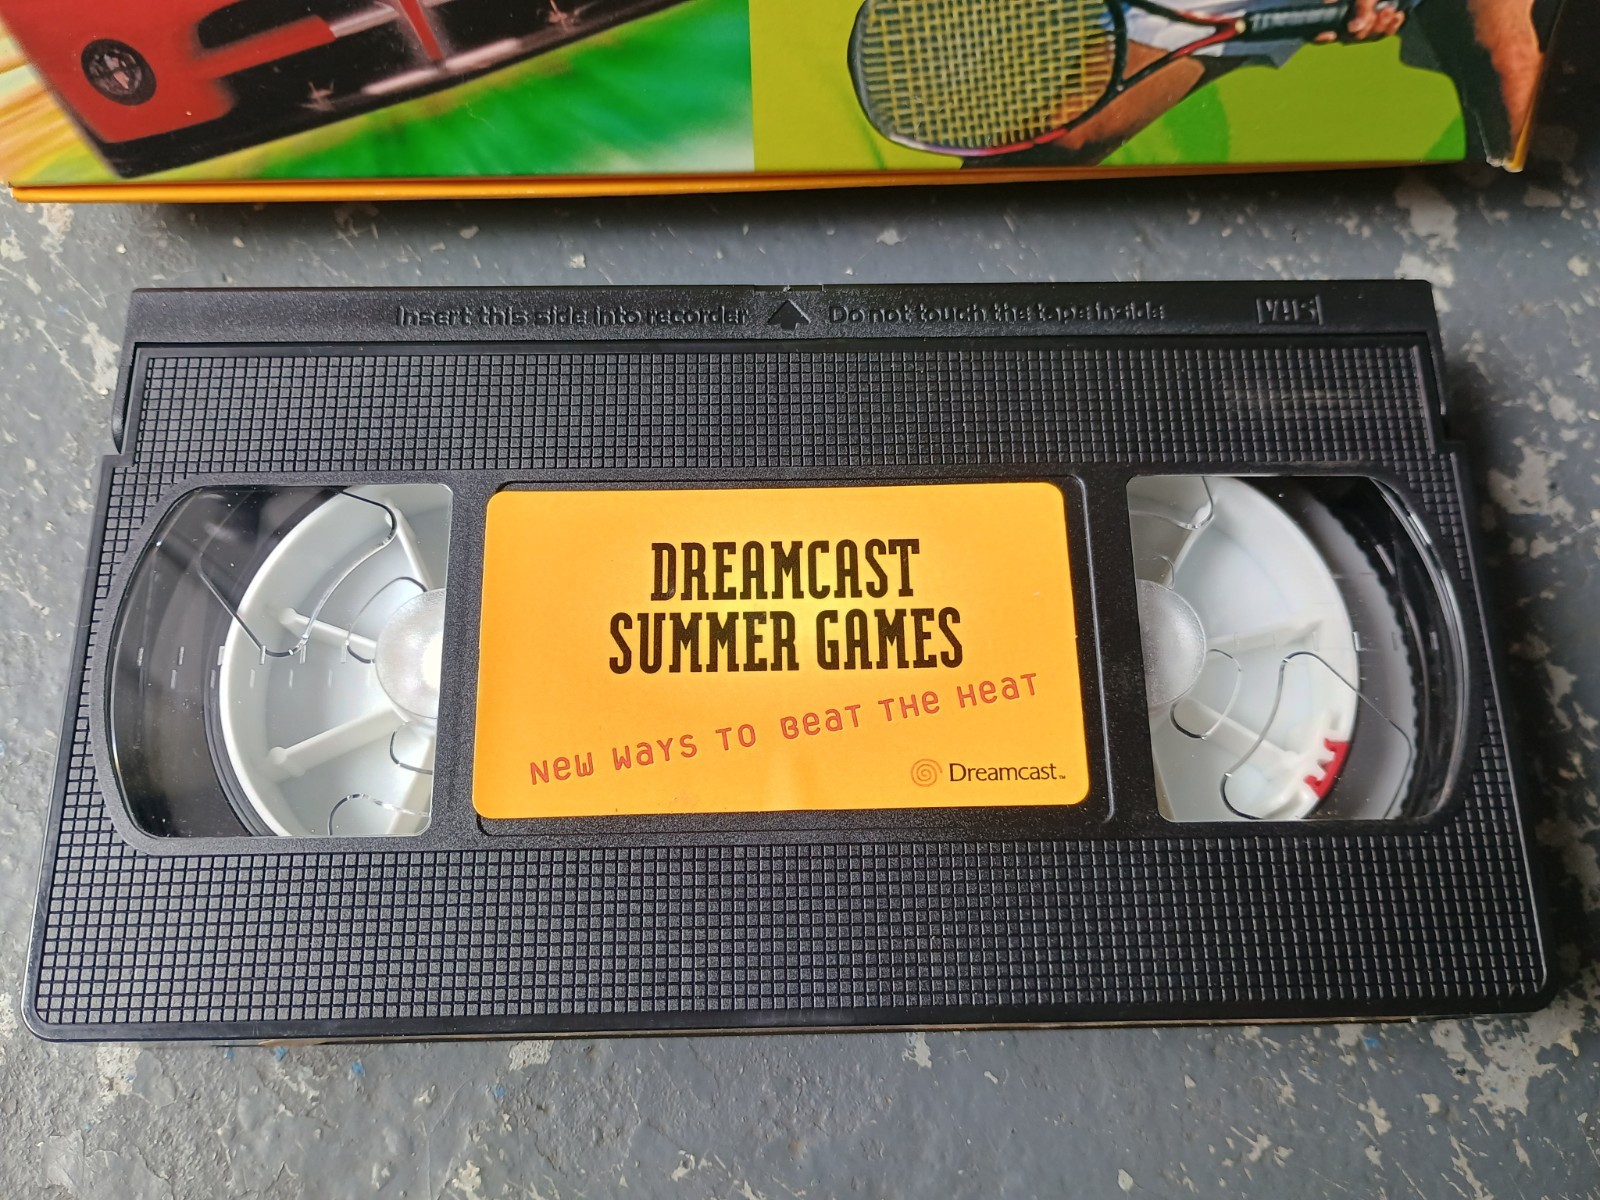 Insert this side into recorder Do not touch the tape inside VHS
DREAMCAST
SUMMER GAMES
New Ways To Beat The Heat
Dreamcast™